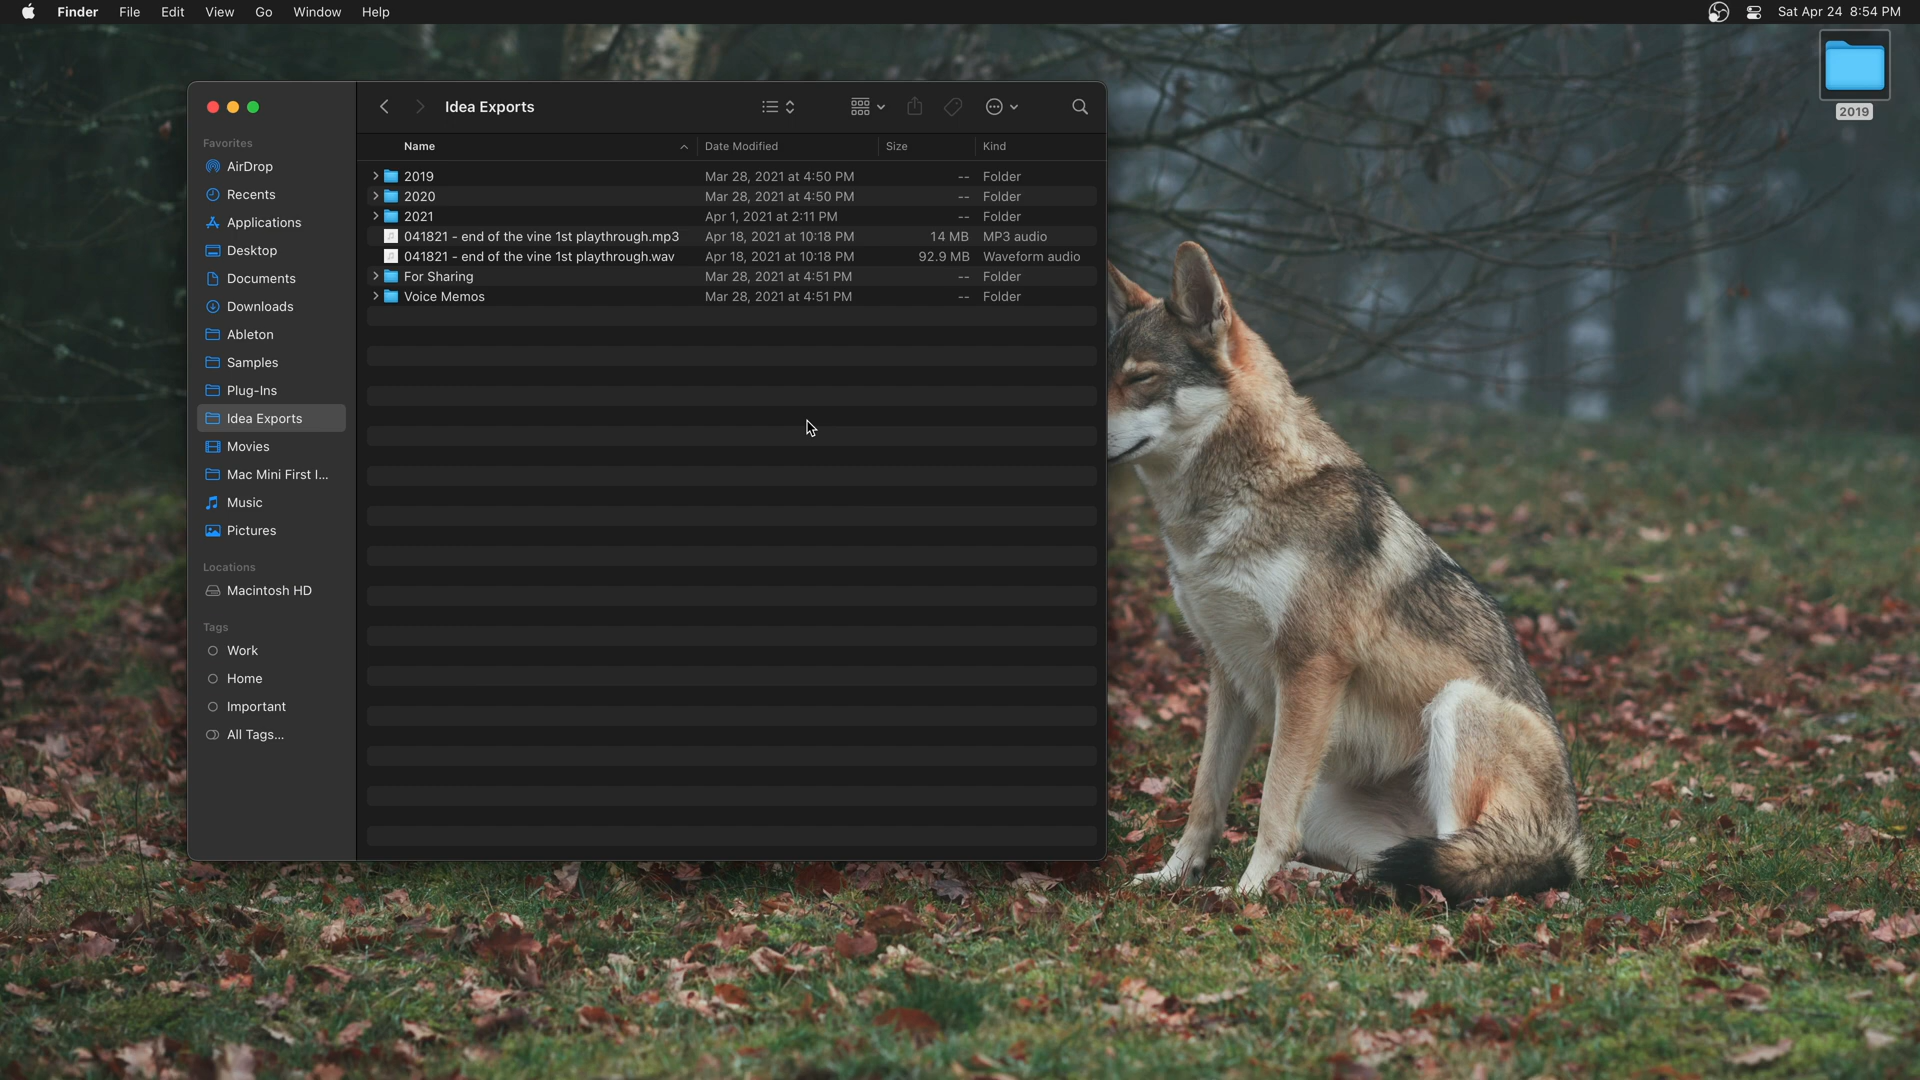 Finder File Edit View Go Window Help Sat Apr 24 8:54 PM
2019
Idea Exports
Favorites
AirDrop
Recents
Applications
Desktop
Documents
Downloads
Ableton
Samples
Plug-Ins
Idea Exports
Movies
Mac Mini First I...
Music
Pictures
Locations
Macintosh HD
Tags
Work
Home
Important
All Tags...
Name Date Modified Size Kind
2019 Mar 28, 2021 at 4:50 PM -- Folder
2020 Mar 28, 2021 at 4:50 PM -- Folder
2021 Apr 1, 2021 at 2:11 PM -- Folder
041821 - end of the vine 1st playthrough.mp3 Apr 18, 2021 at 10:18 PM 14 MB MP3 audio
041821 - end of the vine 1st playthrough.wav Apr 18, 2021 at 10:18 PM 92.9 MB Waveform audio
For Sharing Mar 28, 2021 at 4:51 PM -- Folder
Voice Memos Mar 28, 2021 at 4:51 PM -- Folder